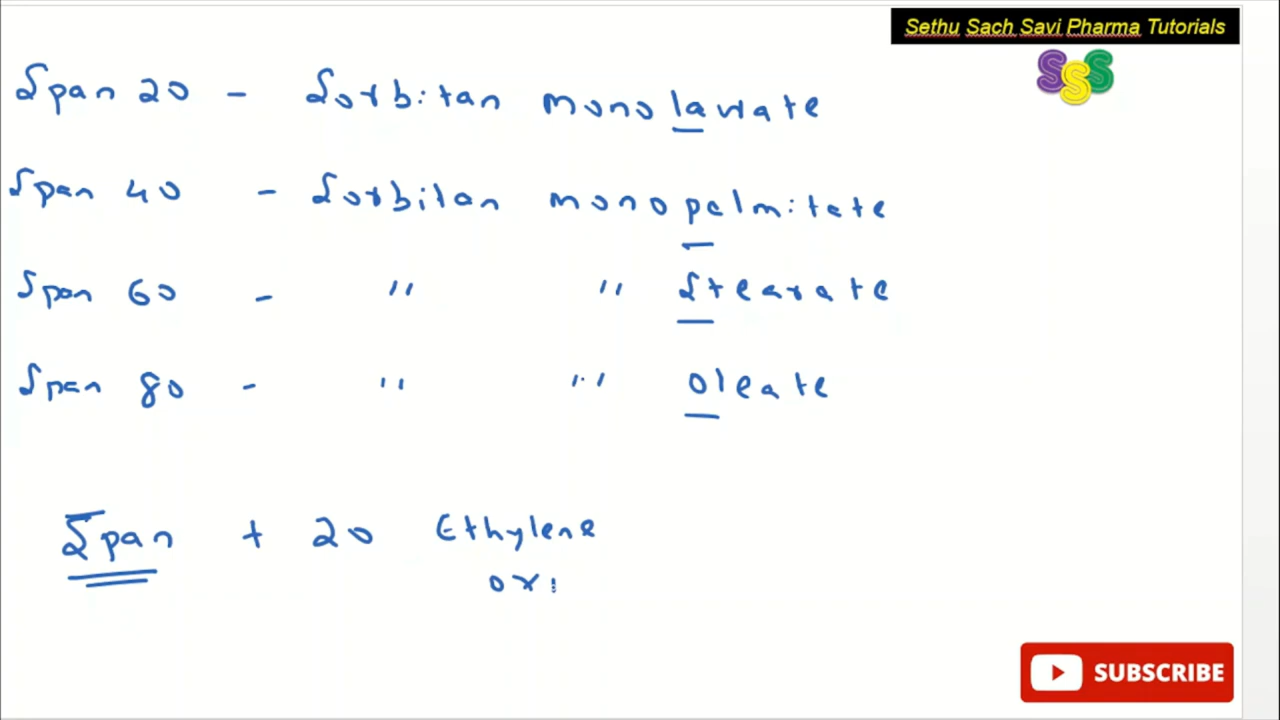 Sethu Sach Savi Pharma Tutorials
SSS
Span 20 - Sorbitan monolaurate
Span 40 - Sorbitan monopalmitate
Span 60 - " " Stearate
Span 80 - " " Oleate
Span + 20 Ethylene
oxi
SUBSCRIBE